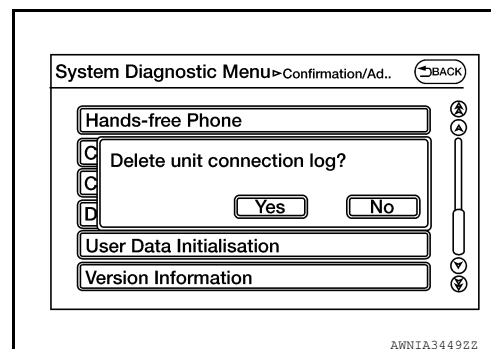 System Diagnostic Menu▹Confirmation/Ad.. BACK
Hands-free Phone
C
Delete unit connection log?
C
Yes No
D
User Data Initialisation
Version Information
AWNIA3449ZZ